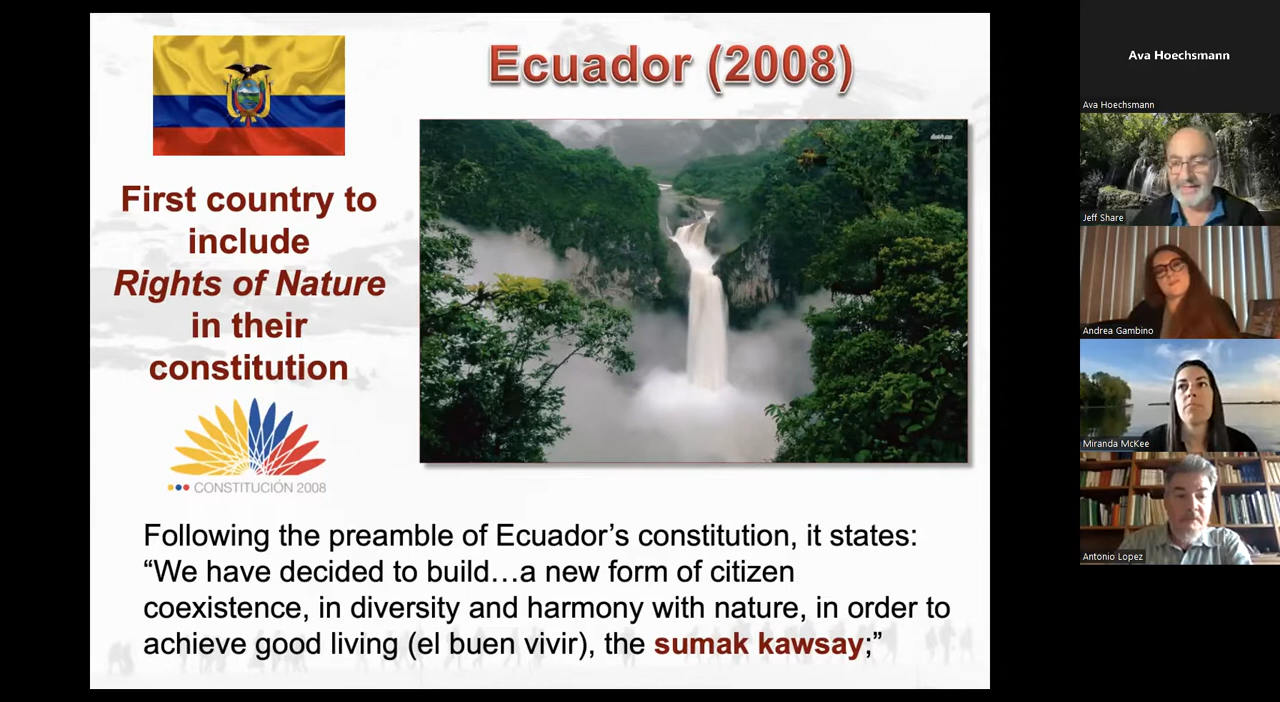 Ecuador (2008)
First country to
include
Rights of Nature
in their
constitution
CONSTITUCIÓN 2008
Following the preamble of Ecuador’s constitution, it states:
“We have decided to build…a new form of citizen
coexistence, in diversity and harmony with nature, in order to
achieve good living (el buen vivir), the sumak kawsay;”
Ava Hoechsmann
Ava Hoechsmann
Jeff Share
Andrea Gambino
Miranda McKee
Antonio Lopez